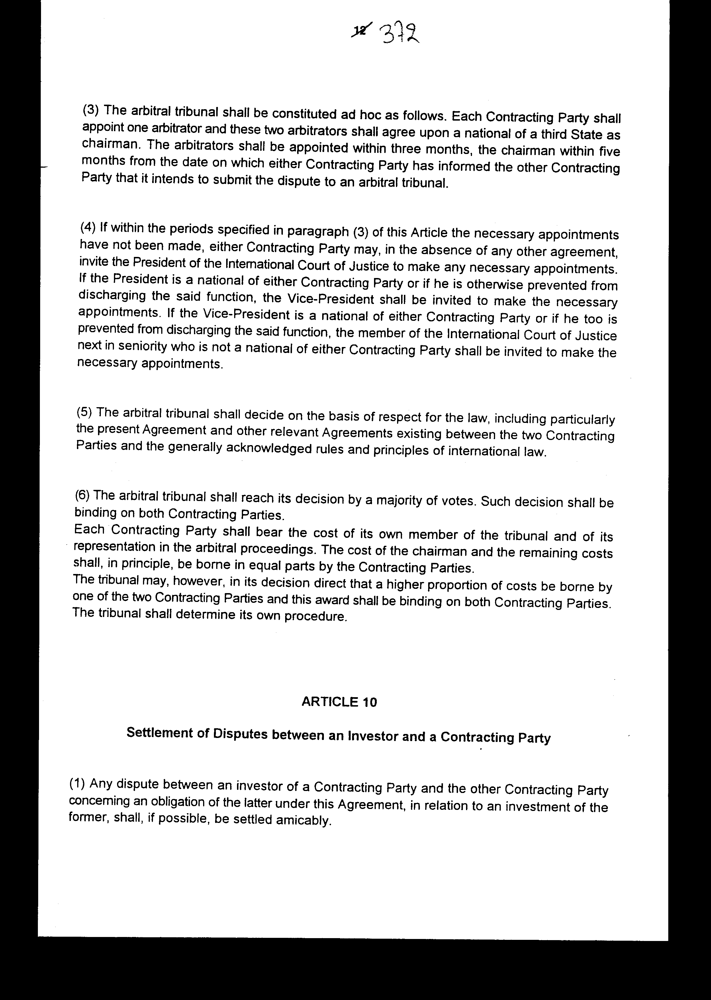 12 372
(3) The arbitral tribunal shall be constituted ad hoc as follows. Each Contracting Party shall
appoint one arbitrator and these two arbitrators shall agree upon a national of a third State as
chairman. The arbitrators shall be appointed within three months, the chairman within five
months from the date on which either Contracting Party has informed the other Contracting
Party that it intends to submit the dispute to an arbitral tribunal.
(4) If within the periods specified in paragraph (3) of this Article the necessary appointments
have not been made, either Contracting Party may, in the absence of any other agreement,
invite the President of the International Court of Justice to make any necessary appointments.
If the President is a national of either Contracting Party or if he is otherwise prevented from
discharging the said function, the Vice-President shall be invited to make the necessary
appointments. If the Vice-President is a national of either Contracting Party or if he too is
prevented from discharging the said function, the member of the International Court of Justice
next in seniority who is not a national of either Contracting Party shall be invited to make the
necessary appointments.
(5) The arbitral tribunal shall decide on the basis of respect for the law, including particularly
the present Agreement and other relevant Agreements existing between the two Contracting
Parties and the generally acknowledged rules and principles of international law.
(6) The arbitral tribunal shall reach its decision by a majority of votes. Such decision shall be
binding on both Contracting Parties.
Each Contracting Party shall bear the cost of its own member of the tribunal and of its
representation in the arbitral proceedings. The cost of the chairman and the remaining costs
shall, in principle, be borne in equal parts by the Contracting Parties.
The tribunal may, however, in its decision direct that a higher proportion of costs be borne by
one of the two Contracting Parties and this award shall be binding on both Contracting Parties.
The tribunal shall determine its own procedure.
ARTICLE 10
Settlement of Disputes between an Investor and a Contracting Party
(1) Any dispute between an investor of a Contracting Party and the other Contracting Party
concerning an obligation of the latter under this Agreement, in relation to an investment of the
former, shall, if possible, be settled amicably.